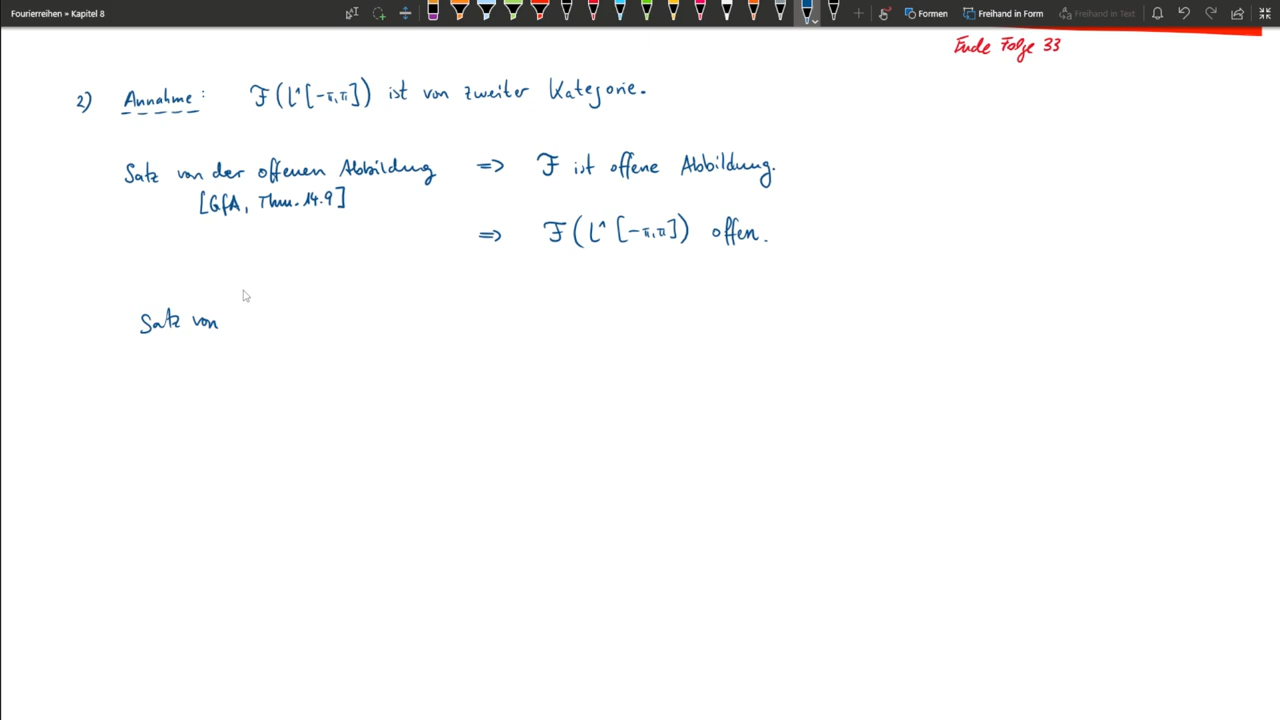 Fourierreihen » Kapitel 8
Formen
Freihand in Form
Freihand in Text
Ende Folge 33
2) Annahme: F(L¹[-π,π]) ist von zweiter Kategorie.
Satz von der offenen Abbildung => F ist offene Abbildung.
[GfA, Thm. 14.9]
=> F(L¹[-π,π]) offen.
Satz von